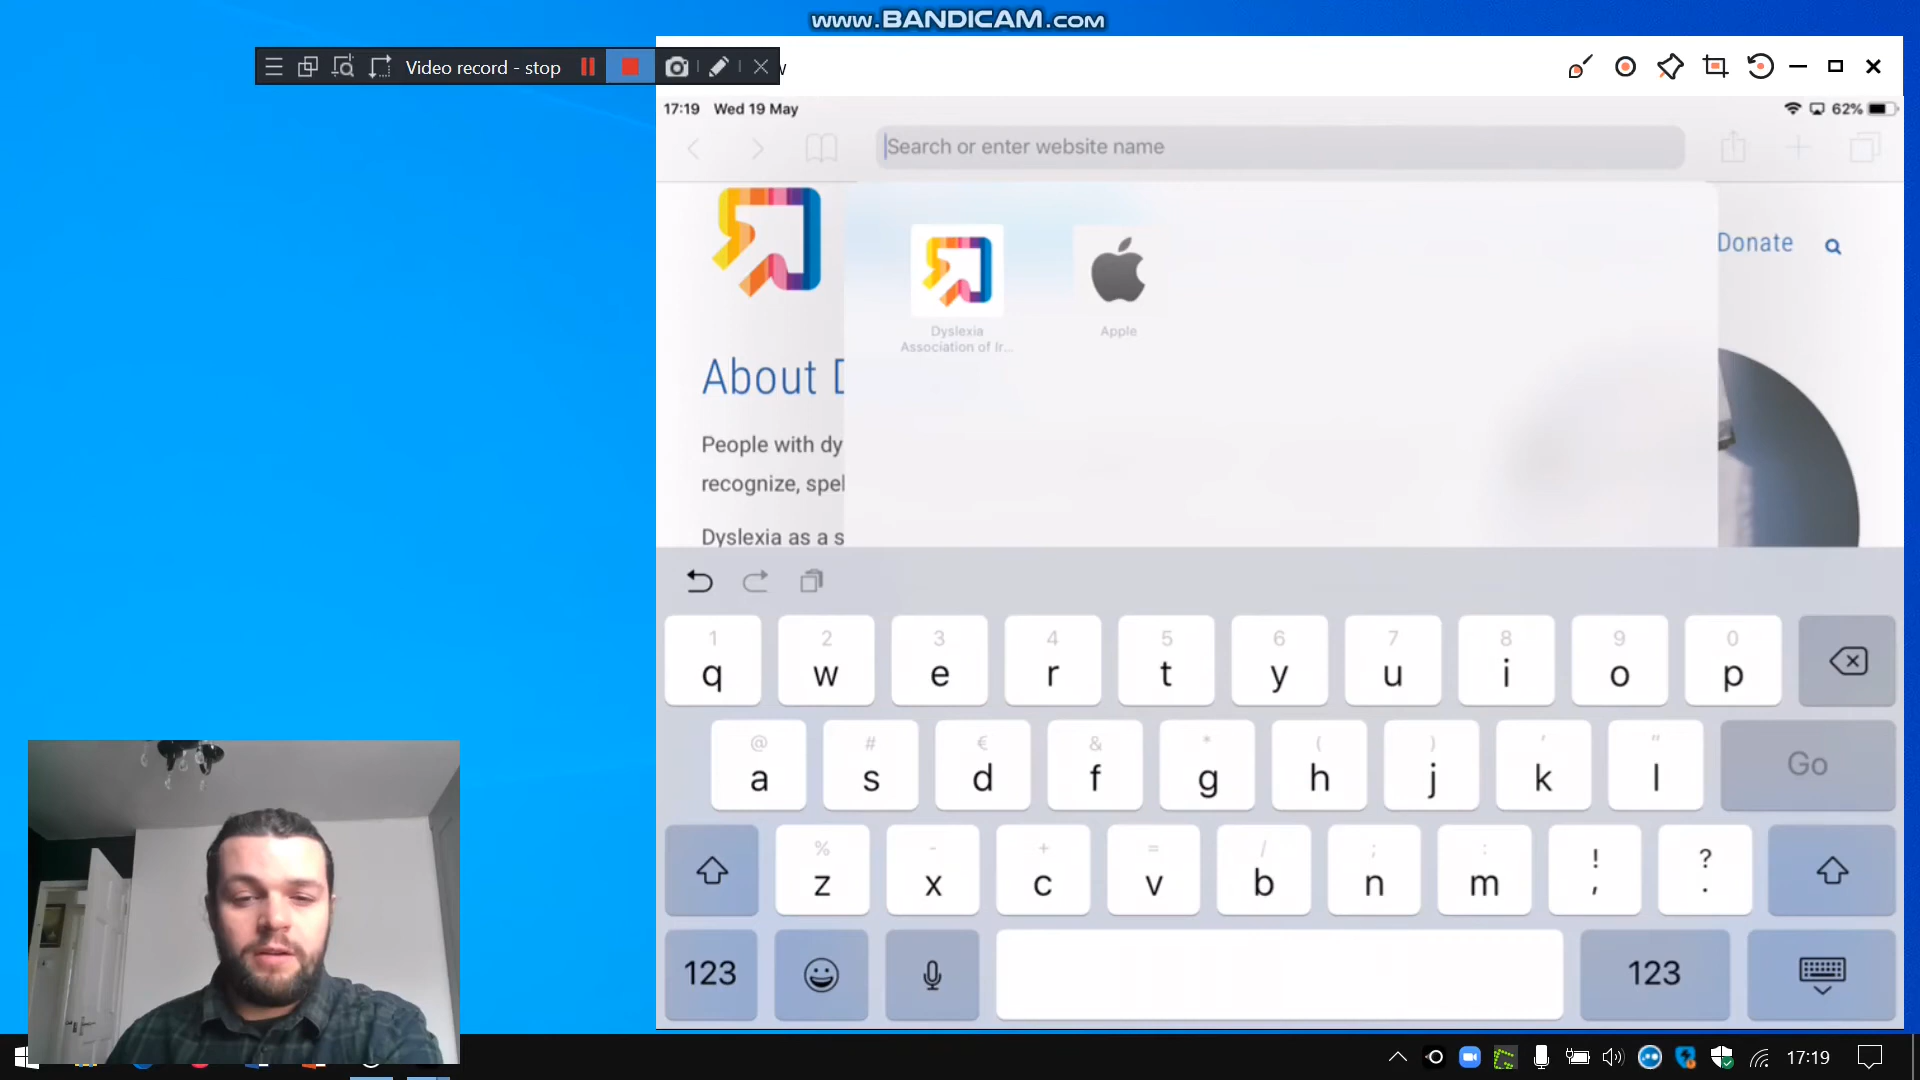 www.BANDICAM.com
Video record - stop
17:19 Wed 19 May
62%
Search or enter website name
Donate
Dyslexia
Association of Ir...
Apple
About D
People with dy
recognize, spel
Dyslexia as a s
1 2 3 4 5 6 7 8 9 0
q w e r t y u i o p
@ # € & * ( ) ' "
a s d f g h j k l Go
% - + = / ; : ! ?
z x c v b n m , .
123 123
17:19